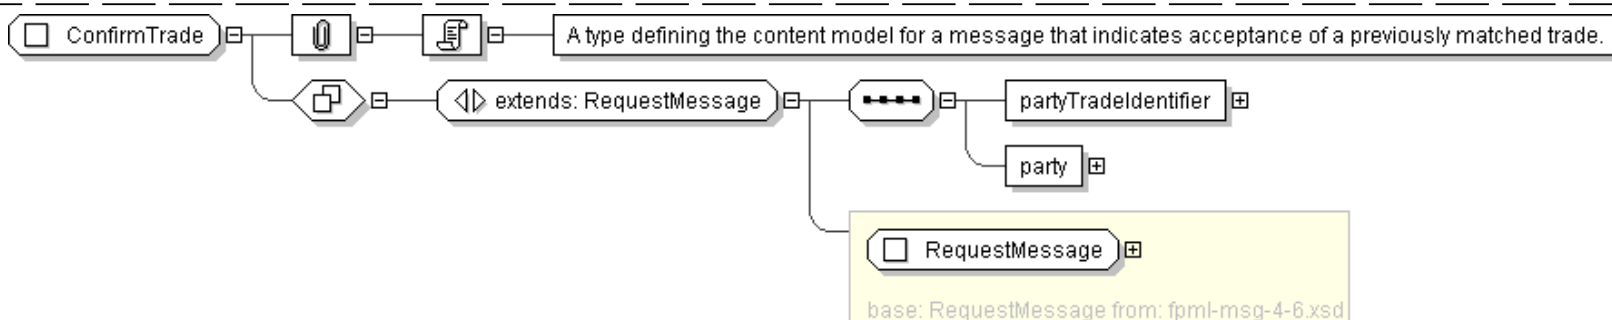 ConfirmTrade
A type defining the content model for a message that indicates acceptance of a previously matched trade.
extends: RequestMessage
partyTradeIdentifier
party
RequestMessage
base: RequestMessage from: fpml-msg-4-6.xsd